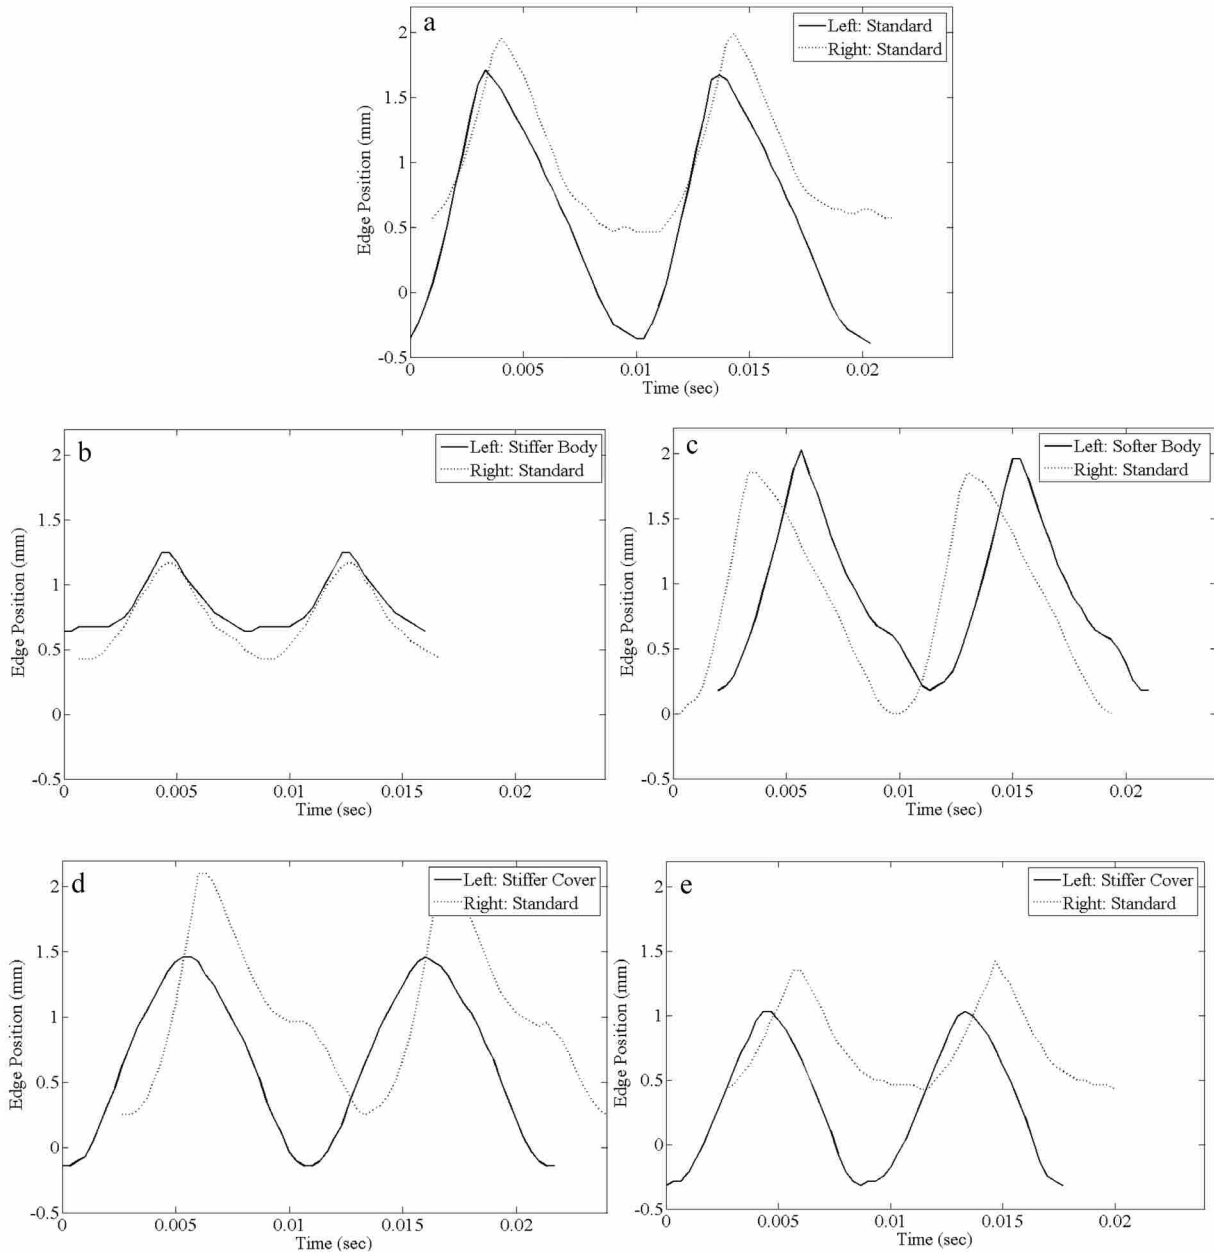 a
Left: Standard
Right: Standard
2
1.5
1
0.5
0
-0.5
Edge Position (mm)
0.005
0.01
0.015
0.02
Time (sec)
b
Left: Stiffer Body
Right: Standard
2
1.5
1
0.5
0
-0.5
Edge Position (mm)
0
0.005
0.01
0.015
0.02
Time (sec)
c
Left: Softer Body
Right: Standard
2
1.5
1
0.5
0
-0.5
Edge Position (mm)
0
0.005
0.01
0.015
0.02
Time (sec)
d
Left: Stiffer Cover
Right: Standard
2
1.5
1
0.5
0
-0.5
Edge Position (mm)
0
0.005
0.01
0.015
0.02
Time (sec)
e
Left: Stiffer Cover
Right: Standard
2
1.5
1
0.5
0
-0.5
Edge Position (mm)
0
0.005
0.01
0.015
0.02
Time (sec)